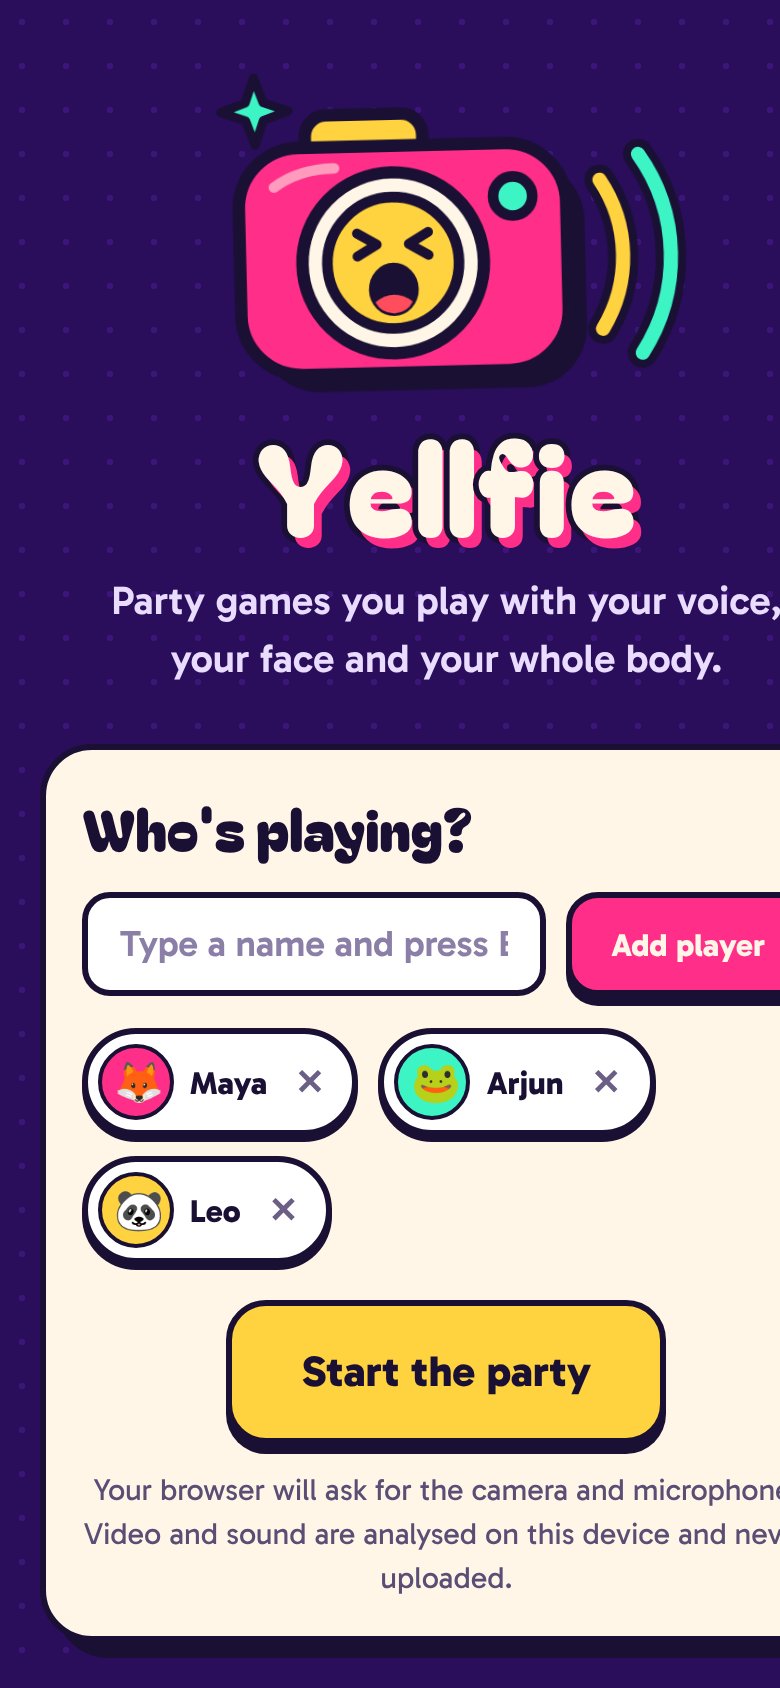 Yellfie
Party games you play with your voice,
your face and your whole body.
Who's playing?
Type a name and press
Add player
Maya ✕
Arjun ✕
Leo ✕
Start the party
Your browser will ask for the camera and microphone
Video and sound are analysed on this device and
uploaded.